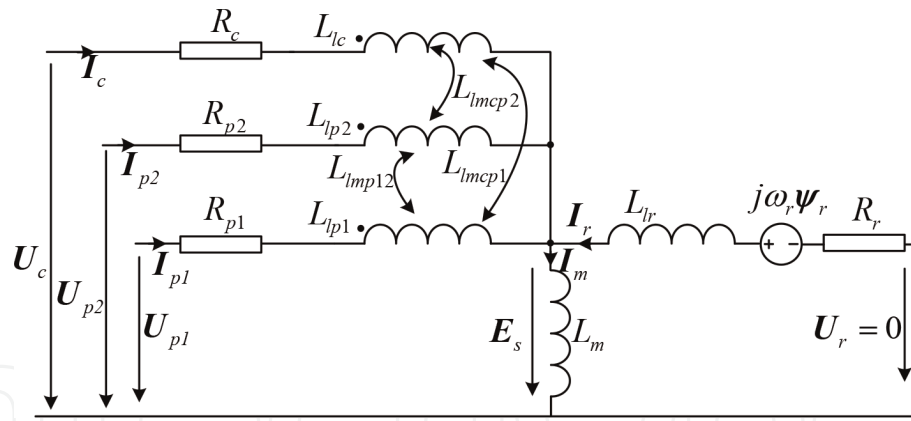 R_c
L_lc
I_c
L_lmcp2
R_p2
L_lp2
I_p2
L_lmp12
L_lmcp1
R_p1
L_lp1
I_p1
I_r
L_lr
jω_rψ_r
R_r
+ -
I_m
U_c
U_p2
U_p1
E_s
L_m
U_r = 0